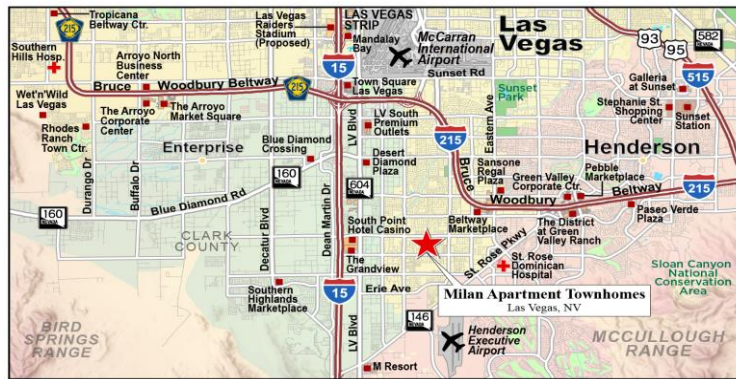 Tropicana
Beltway Ctr.
215
Southern
Hills Hosp.
Arroyo North
Business
Center
Las Vegas
Raiders
Stadium
(Proposed)
LAS VEGAS
STRIP
Mandalay
Bay
McCarran
International
Airport
Las
Vegas
93
95
582
NEVADA
INTERSTATE
15
Sunset Rd
Town Square
Las Vegas
Bruce Woodbury Beltway
215
Sunset
Park
Galleria
at Sunset
515
Wet'n'Wild
Las Vegas
The Arroyo
Corporate
Center
The Arroyo
Market Square
LV Blvd
LV South
Premium
Outlets
Eastern Ave
Stephanie St.
Shopping
Center
Sunset
Station
Rhodes
Ranch
Town Ctr.
Enterprise
Blue Diamond
Crossing
160
NEVADA
Desert
Diamond
Plaza
215
Henderson
Durango Dr
Buffalo Dr
604
NEVADA
Sansone
Regal
Plaza
Green Valley
Corporate Ctr.
Pebble
Marketplace
Bruce Woodbury Beltway
215
160
NEVADA
Blue Diamond Rd
Dean Martin Dr
Decatur Blvd
South Point
Hotel Casino
Beltway
Marketplace
The District
at Green
Valley Ranch
Paseo Verde
Plaza
CLARK
COUNTY
The
Grandview
St. Rose Pkwy
St. Rose
Dominican
Hospital
Sloan Canyon
National
Conservation
Area
Southern
Highlands
Marketplace
15
Erie Ave
Milan Apartment Townhomes
Las Vegas, NV
BIRD
SPRINGS
RANGE
LV Blvd
146
NEVADA
Henderson
Executive
Airport
MCCULLOUGH
RANGE
M Resort